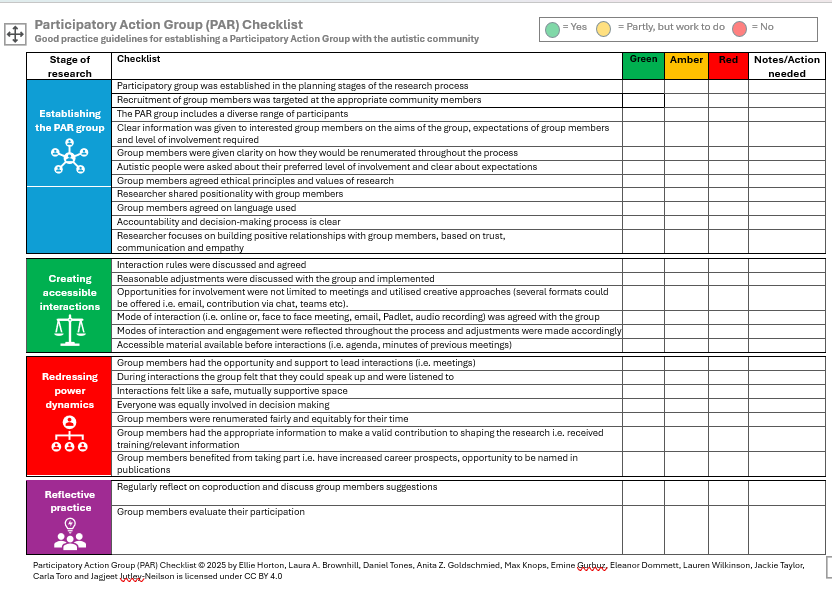 Participatory Action Group (PAR) Checklist
Good practice guidelines for establishing a Participatory Action Group with the autistic community
= Yes
= Partly, but work to do
= No
Stage of
research
Checklist
Green
Amber
Red
Notes/Action
needed
Establishing
the PAR group
Participatory group was established in the planning stages of the research process
Recruitment of group members was targeted at the appropriate community members
The PAR group includes a diverse range of participants
Clear information was given to interested group members on the aims of the group, expectations of group members
and level of involvement required
Group members were given clarity on how they would be renumerated throughout the process
Autistic people were asked about their preferred level of involvement and clear about expectations
Group members agreed ethical principles and values of research
Researcher shared positionality with group members
Group members agreed on language used
Accountability and decision-making process is clear
Researcher focuses on building positive relationships with group members, based on trust,
communication and empathy
Creating
accessible
interactions
Interaction rules were discussed and agreed
Reasonable adjustments were discussed with the group and implemented
Opportunities for involvement were not limited to meetings and utilised creative approaches (several formats could
be offered i.e. email, contribution via chat, teams etc).
Mode of interaction (i.e. online or, face to face meeting, email, Padlet, audio recording) was agreed with the group
Modes of interaction and engagement were reflected throughout the process and adjustments were made accordingly
Accessible material available before interactions (i.e. agenda, minutes of previous meetings)
Redressing
power
dynamics
Group members had the opportunity and support to lead interactions (i.e. meetings)
During interactions the group felt that they could speak up and were listened to
Interactions felt like a safe, mutually supportive space
Everyone was equally involved in decision making
Group members were renumerated fairly and equitably for their time
Group members had the appropriate information to make a valid contribution to shaping the research i.e. received
training/relevant information
Group members benefited from taking part i.e. have increased career prospects, opportunity to be named in
publications
Reflective
practice
Regularly reflect on coproduction and discuss group members suggestions
Group members evaluate their participation
Participatory Action Group (PAR) Checklist © 2025 by Ellie Horton, Laura A. Brownhill, Daniel Tones, Anita Z. Goldschmied, Max Knops, Emine Gurbuz, Eleanor Dommett, Lauren Wilkinson, Jackie Taylor,
Carla Toro and Jagjeet Jutley-Neilson is licensed under CC BY 4.0